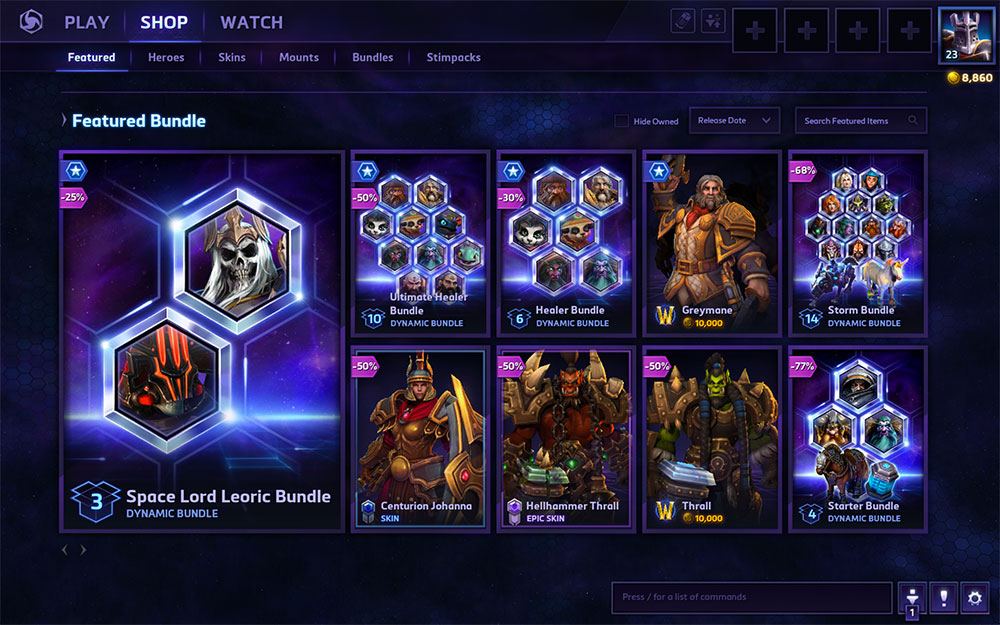 PLAY SHOP WATCH
23
8,860
Featured Heroes Skins Mounts Bundles Stimpacks
Featured Bundle
Hide Owned
Release Date
Search Featured Items
-25%
3
Space Lord Leoric Bundle
DYNAMIC BUNDLE
-50%
10
Ultimate Healer
Bundle
DYNAMIC BUNDLE
-30%
6
Healer Bundle
DYNAMIC BUNDLE
Greymane
10,000
-68%
14
Storm Bundle
DYNAMIC BUNDLE
-50%
Centurion Johanna
SKIN
-50%
Hellhammer Thrall
EPIC SKIN
-50%
Thrall
10,000
-77%
4
Starter Bundle
DYNAMIC BUNDLE
Press / for a list of commands
1